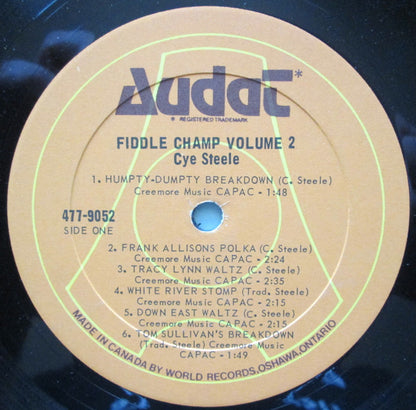 Audat*
® REGISTERED TRADEMARK
FIDDLE CHAMP VOLUME 2
Cye Steele
1. HUMPTY-DUMPTY BREAKDOWN (C. Steele)
Creemore Music CAPAC - 1:48
477-9052
SIDE ONE
2. FRANK ALLISONS POLKA (C. Steele)
Creemore Music CAPAC - 2:24
3. TRACY LYNN WALTZ (C. Steele)
Creemore Music CAPAC - 2:35
4. WHITE RIVER STOMP (Trad. Steele)
Creemore Music CAPAC - 2:15
5. DOWN EAST WALTZ (C. Steele)
Creemore Music CAPAC - 2:15
6. TOM SULLIVAN'S BREAKDOWN
(Trad. Steele) Creemore Music
CAPAC - 1:49
MADE IN CANADA BY WORLD RECORDS, OSHAWA, ONTARIO